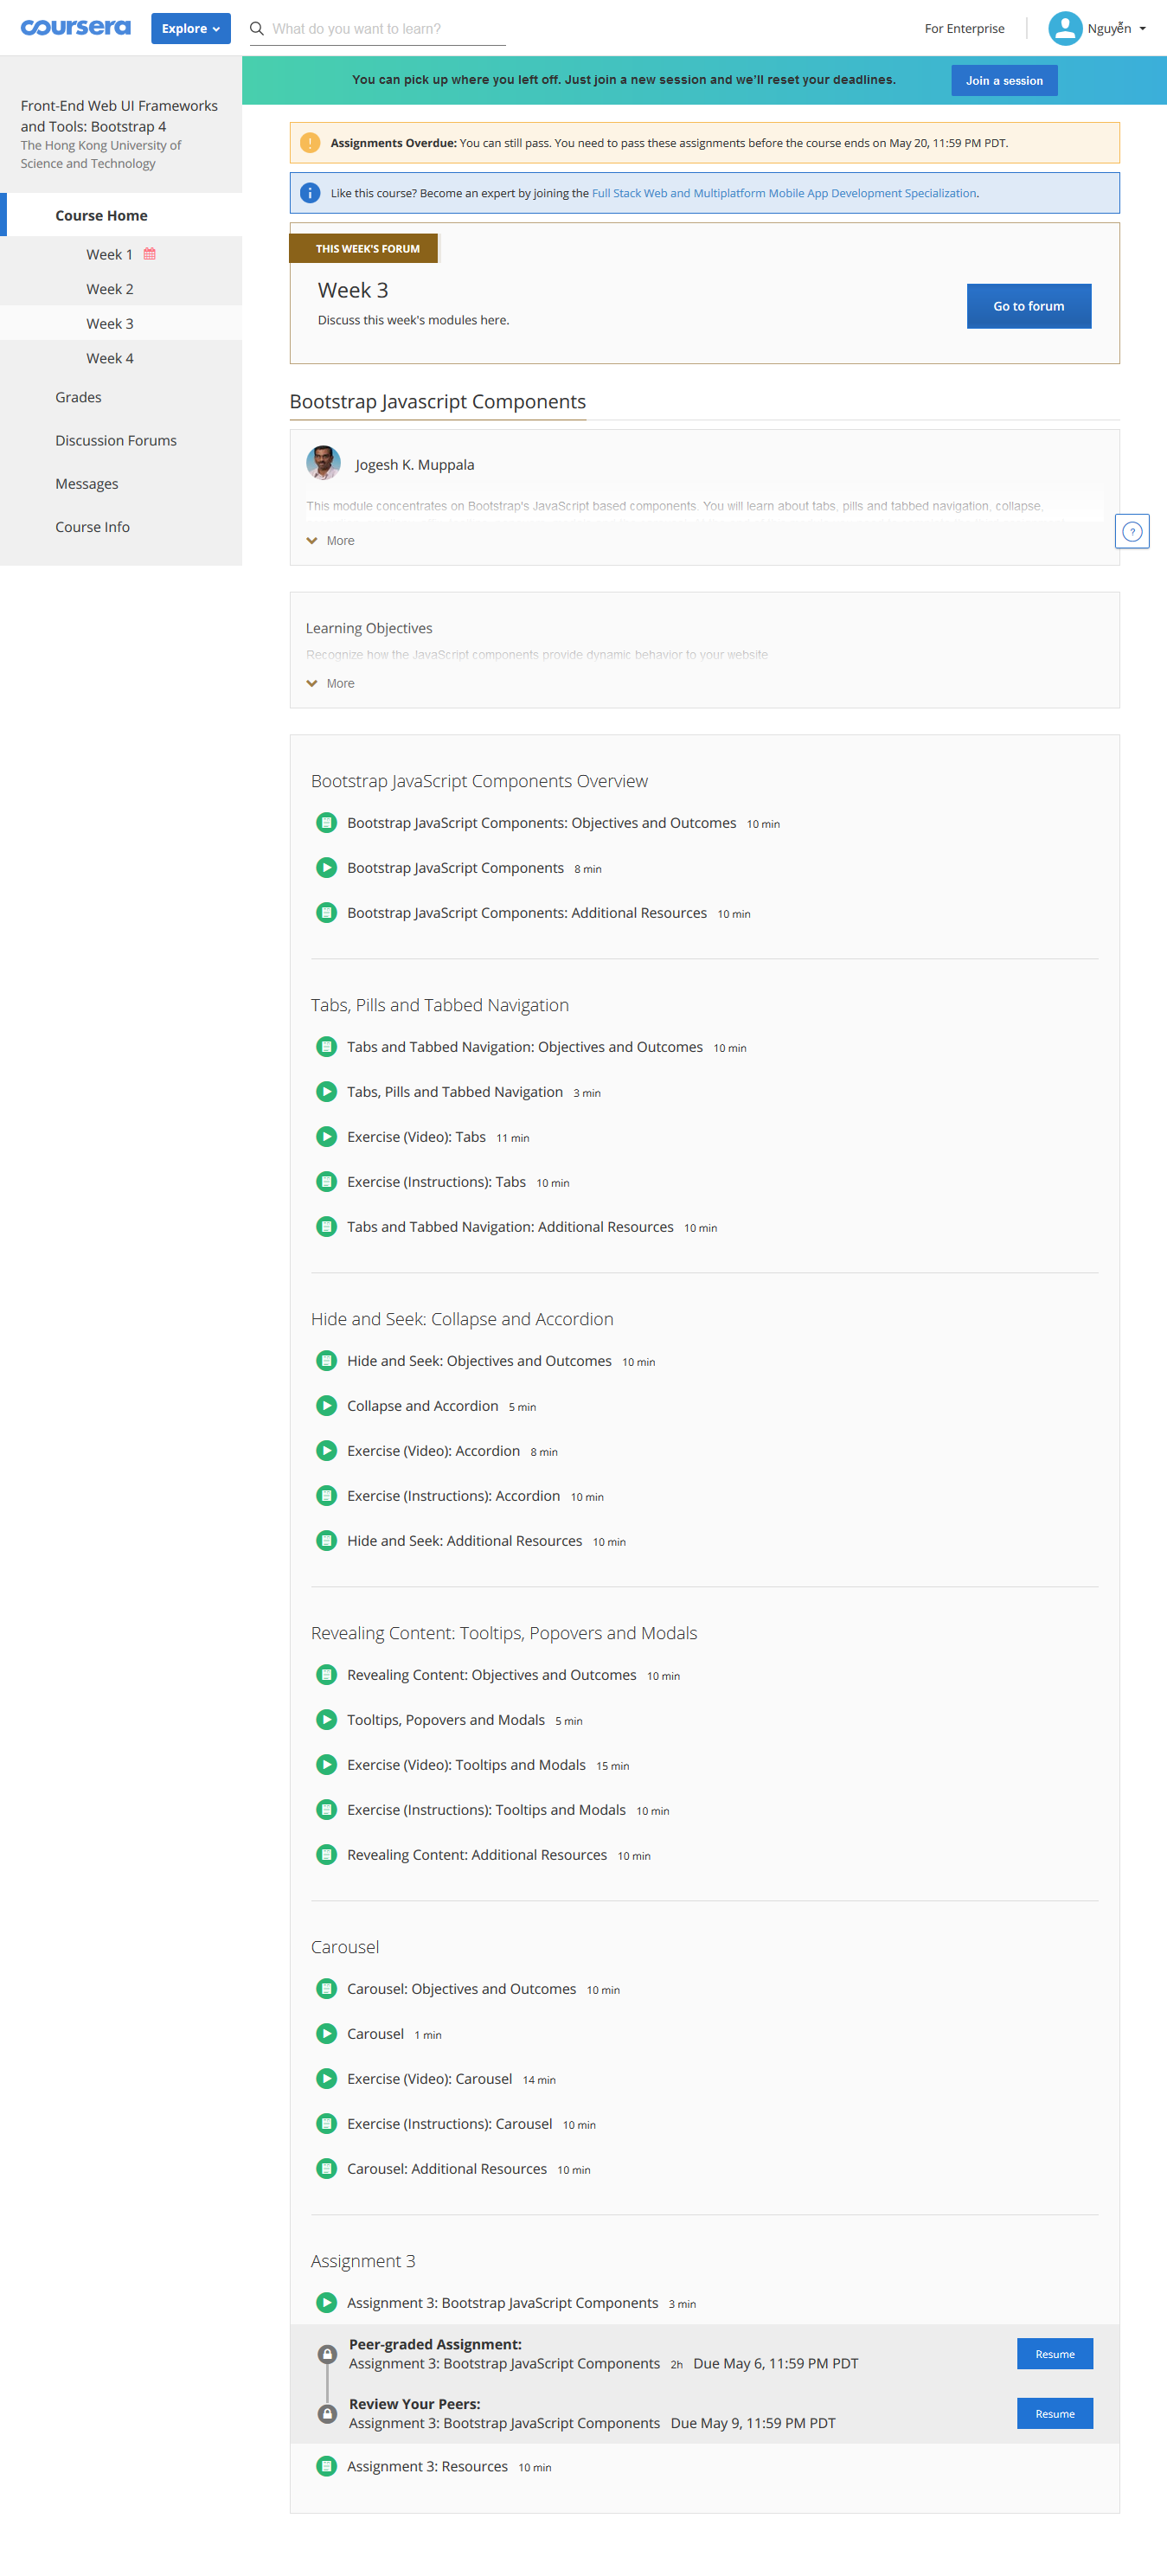 coursera
Explore
What do you want to learn?
For Enterprise
Nguyễn
You can pick up where you left off. Just join a new session and we'll reset your deadlines.
Join a session
Front-End Web UI Frameworks
and Tools: Bootstrap 4
The Hong Kong University of
Science and Technology
Course Home
Week 1
Week 2
Week 3
Week 4
Grades
Discussion Forums
Messages
Course Info
Assignments Overdue: You can still pass. You need to pass these assignments before the course ends on May 20, 11:59 PM PDT.
Like this course? Become an expert by joining the Full Stack Web and Multiplatform Mobile App Development Specialization.
THIS WEEK'S FORUM
Week 3
Discuss this week's modules here.
Go to forum
Bootstrap Javascript Components
Jogesh K. Muppala
This module concentrates on Bootstrap's JavaScript based components. You will learn about tabs, pills and tabbed navigation, collapse,
More
?
Learning Objectives
Recognize how the JavaScript components provide dynamic behavior to your website
More
Bootstrap JavaScript Components Overview
Bootstrap JavaScript Components: Objectives and Outcomes 10 min
Bootstrap JavaScript Components 8 min
Bootstrap JavaScript Components: Additional Resources 10 min
Tabs, Pills and Tabbed Navigation
Tabs and Tabbed Navigation: Objectives and Outcomes 10 min
Tabs, Pills and Tabbed Navigation 3 min
Exercise (Video): Tabs 11 min
Exercise (Instructions): Tabs 10 min
Tabs and Tabbed Navigation: Additional Resources 10 min
Hide and Seek: Collapse and Accordion
Hide and Seek: Objectives and Outcomes 10 min
Collapse and Accordion 5 min
Exercise (Video): Accordion 8 min
Exercise (Instructions): Accordion 10 min
Hide and Seek: Additional Resources 10 min
Revealing Content: Tooltips, Popovers and Modals
Revealing Content: Objectives and Outcomes 10 min
Tooltips, Popovers and Modals 5 min
Exercise (Video): Tooltips and Modals 15 min
Exercise (Instructions): Tooltips and Modals 10 min
Revealing Content: Additional Resources 10 min
Carousel
Carousel: Objectives and Outcomes 10 min
Carousel 1 min
Exercise (Video): Carousel 14 min
Exercise (Instructions): Carousel 10 min
Carousel: Additional Resources 10 min
Assignment 3
Assignment 3: Bootstrap JavaScript Components 3 min
Peer-graded Assignment:
Assignment 3: Bootstrap JavaScript Components 2h Due May 6, 11:59 PM PDT
Resume
Review Your Peers:
Assignment 3: Bootstrap JavaScript Components Due May 9, 11:59 PM PDT
Resume
Assignment 3: Resources 10 min